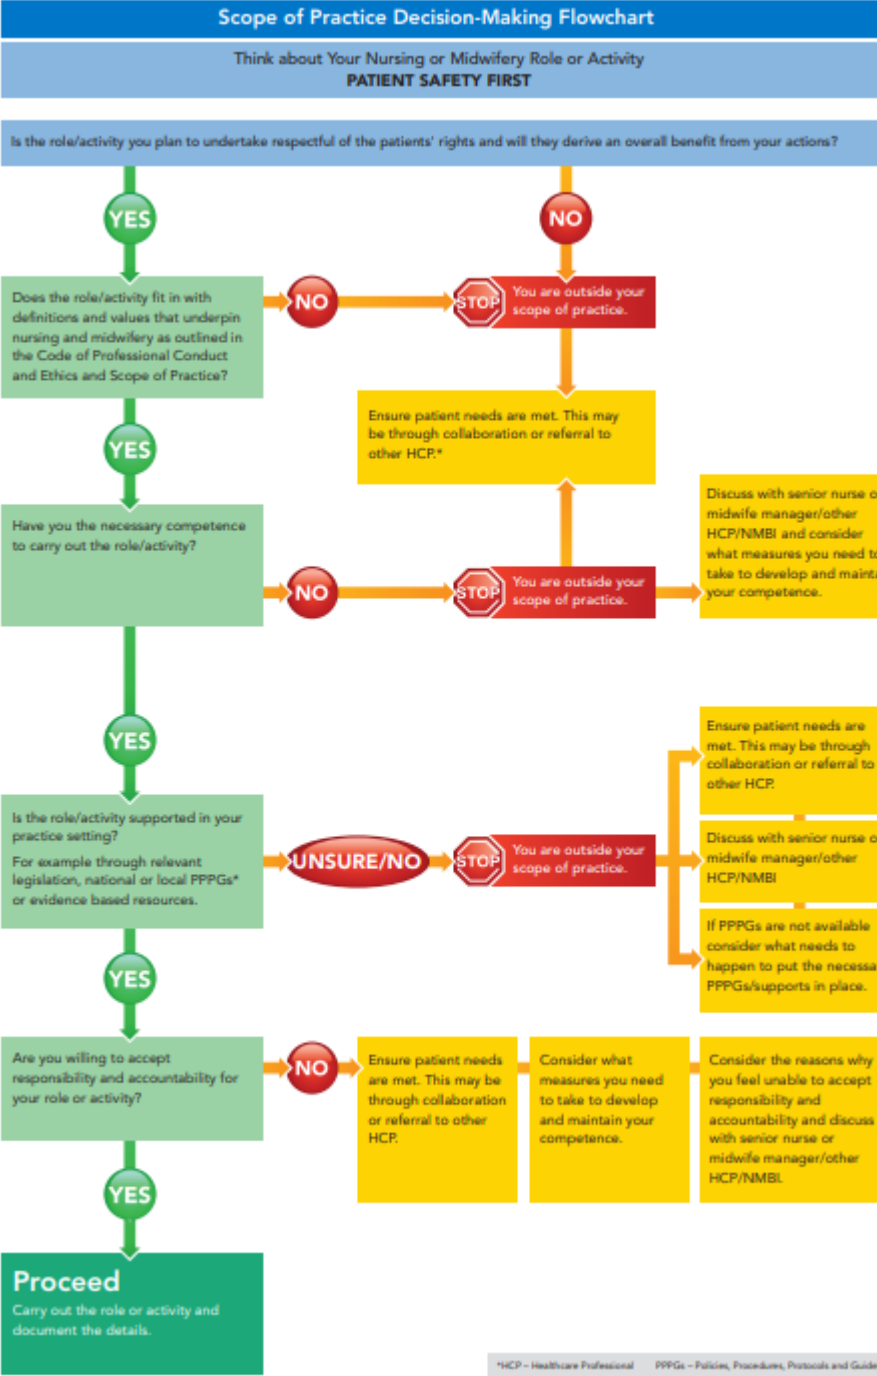 Scope of Practice Decision-Making Flowchart
Think about Your Nursing or Midwifery Role or Activity
PATIENT SAFETY FIRST
Is the role/activity you plan to undertake respectful of the patients' rights and will they derive an overall benefit from your actions?
YES
NO
Does the role/activity fit in with
definitions and values that underpin
nursing and midwifery as outlined in
the Code of Professional Conduct
and Ethics and Scope of Practice?
NO
STOP
You are outside your
scope of practice.
YES
Ensure patient needs are met. This may
be through collaboration or referral to
other HCP.*
Have you the necessary competence
to carry out the role/activity?
NO
STOP
You are outside your
scope of practice.
Discuss with senior nurse o
midwife manager/other
HCP/NMBI and consider
what measures you need to
take to develop and mainta
your competence.
YES
Is the role/activity supported in your
practice setting?
For example through relevant
legislation, national or local PPPGs*
or evidence based resources.
UNSURE/NO
STOP
You are outside your
scope of practice.
Ensure patient needs are
met. This may be through
collaboration or referral to
other HCP.
Discuss with senior nurse o
midwife manager/other
HCP/NMBI
If PPPGs are not available
consider what needs to
happen to put the necessa
PPPGs/supports in place.
YES
Are you willing to accept
responsibility and accountability for
your role or activity?
NO
Ensure patient needs
are met. This may be
through collaboration
or referral to other
HCP.
Consider what
measures you need
to take to develop
and maintain your
competence.
Consider the reasons why
you feel unable to accept
responsibility and
accountability and discuss
with senior nurse or
midwife manager/other
HCP/NMBI.
YES
Proceed
Carry out the role or activity and
document the details.
*HCP – Healthcare Professional PPPGs – Policies, Procedures, Protocols and Guide